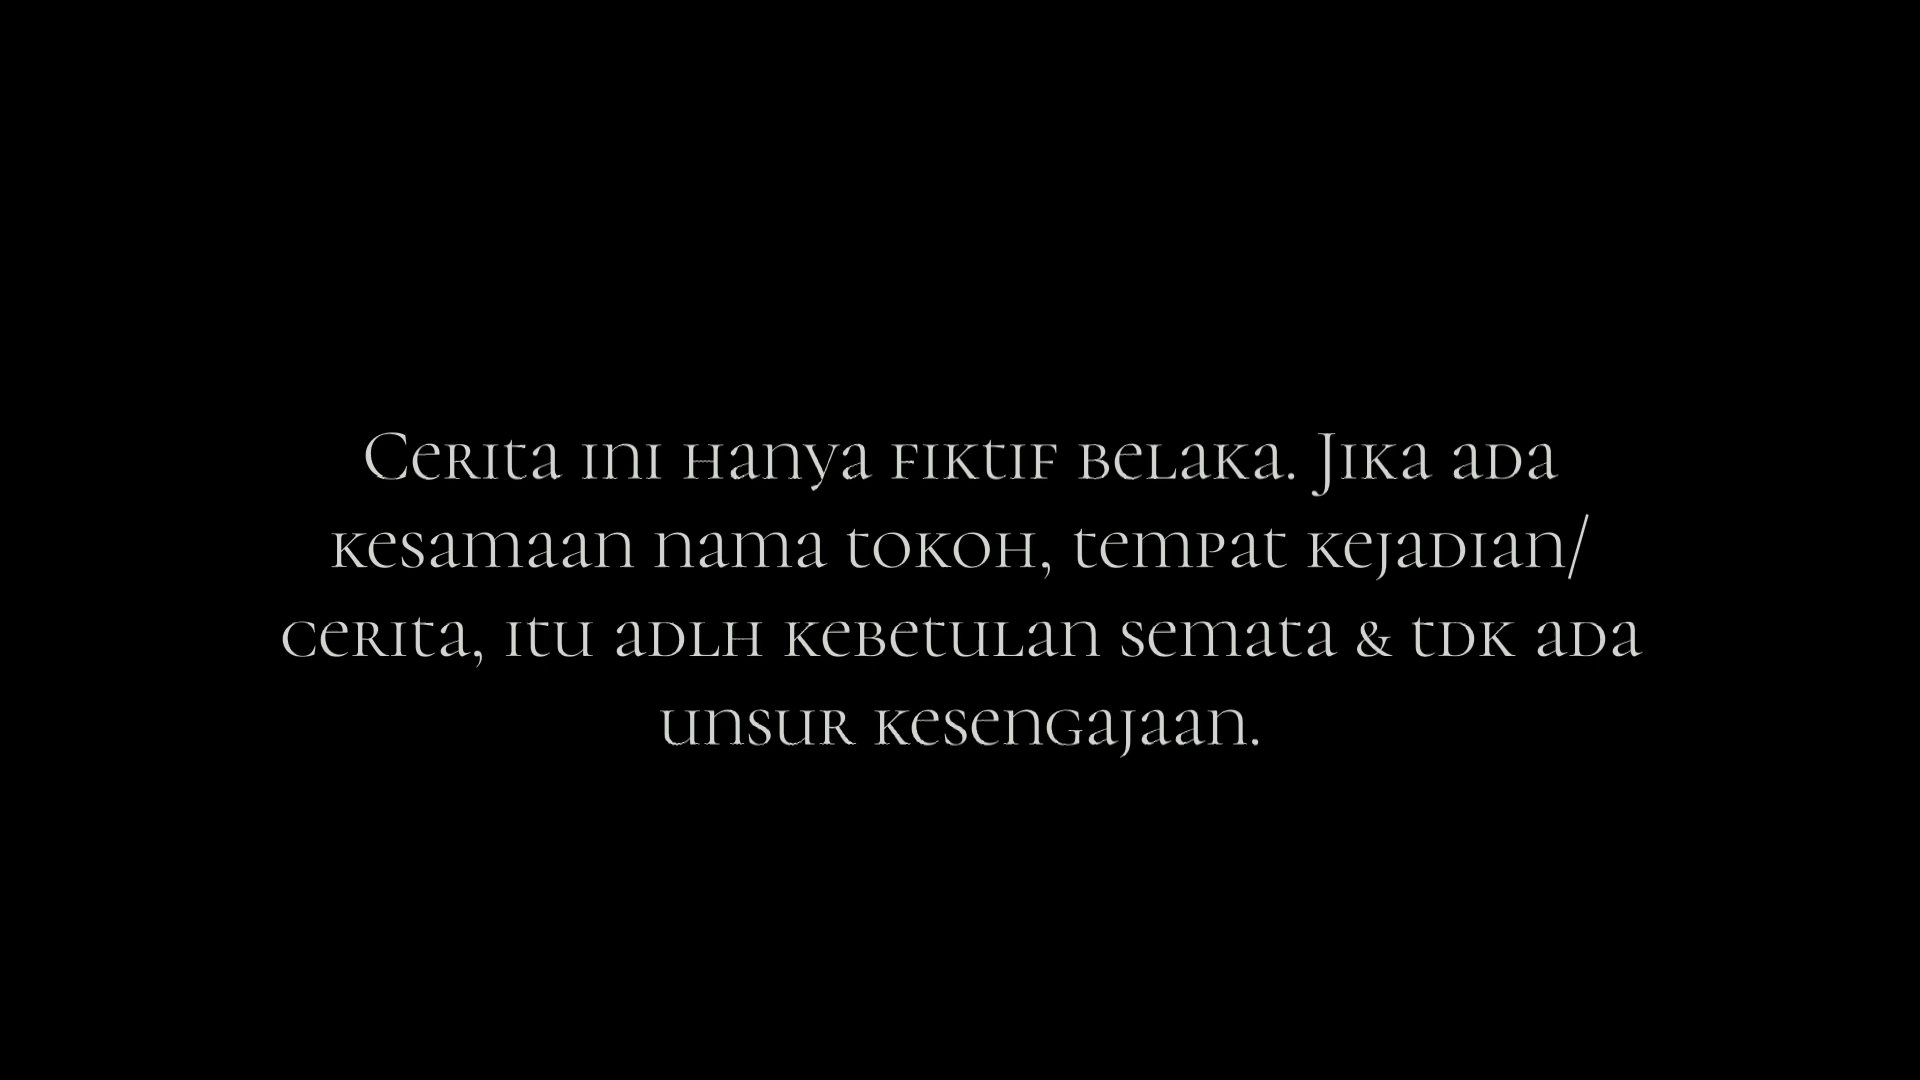 Cerita ini hanya fiktif belaka. Jika ada
kesamaan nama tokoh, tempat kejadian/
cerita, itu adlh kebetulan semata & tdk ada
unsur kesengajaan.